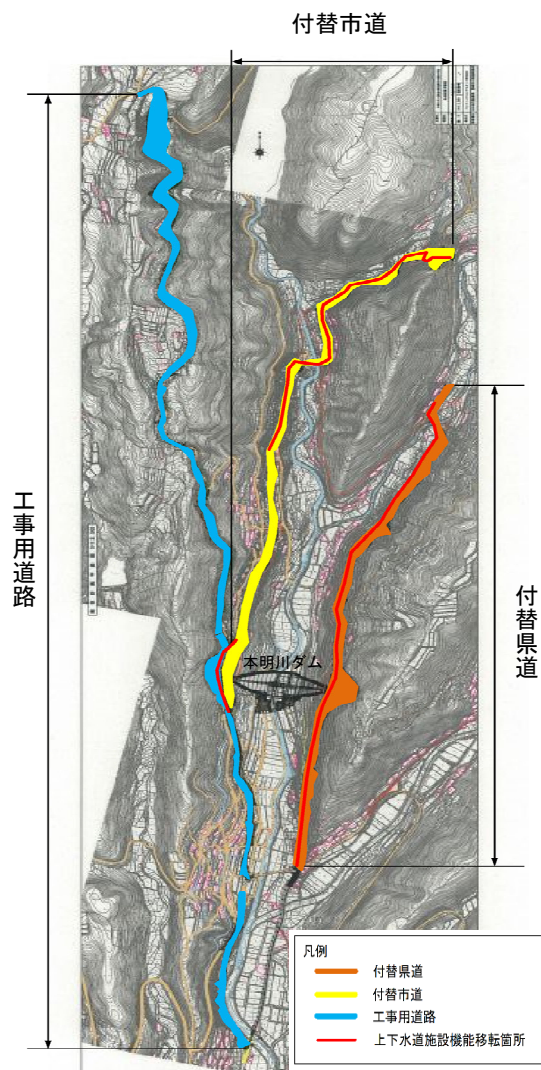 付替市道
工事用道路
付替県道
本明川ダム
凡例
付替県道
付替市道
工事用道路
上下水道施設機能移転箇所